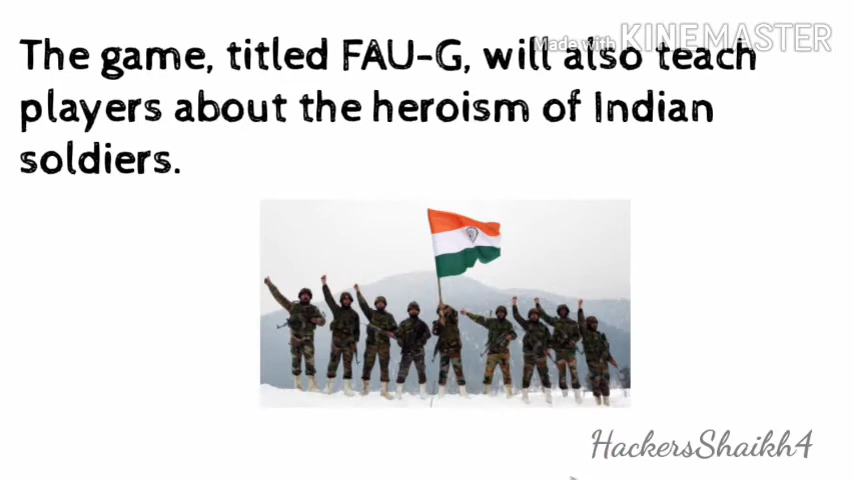 Made with KINEMASTER
The game, titled FAU-G, will also teach
players about the heroism of Indian
soldiers.
HackersShaikh4